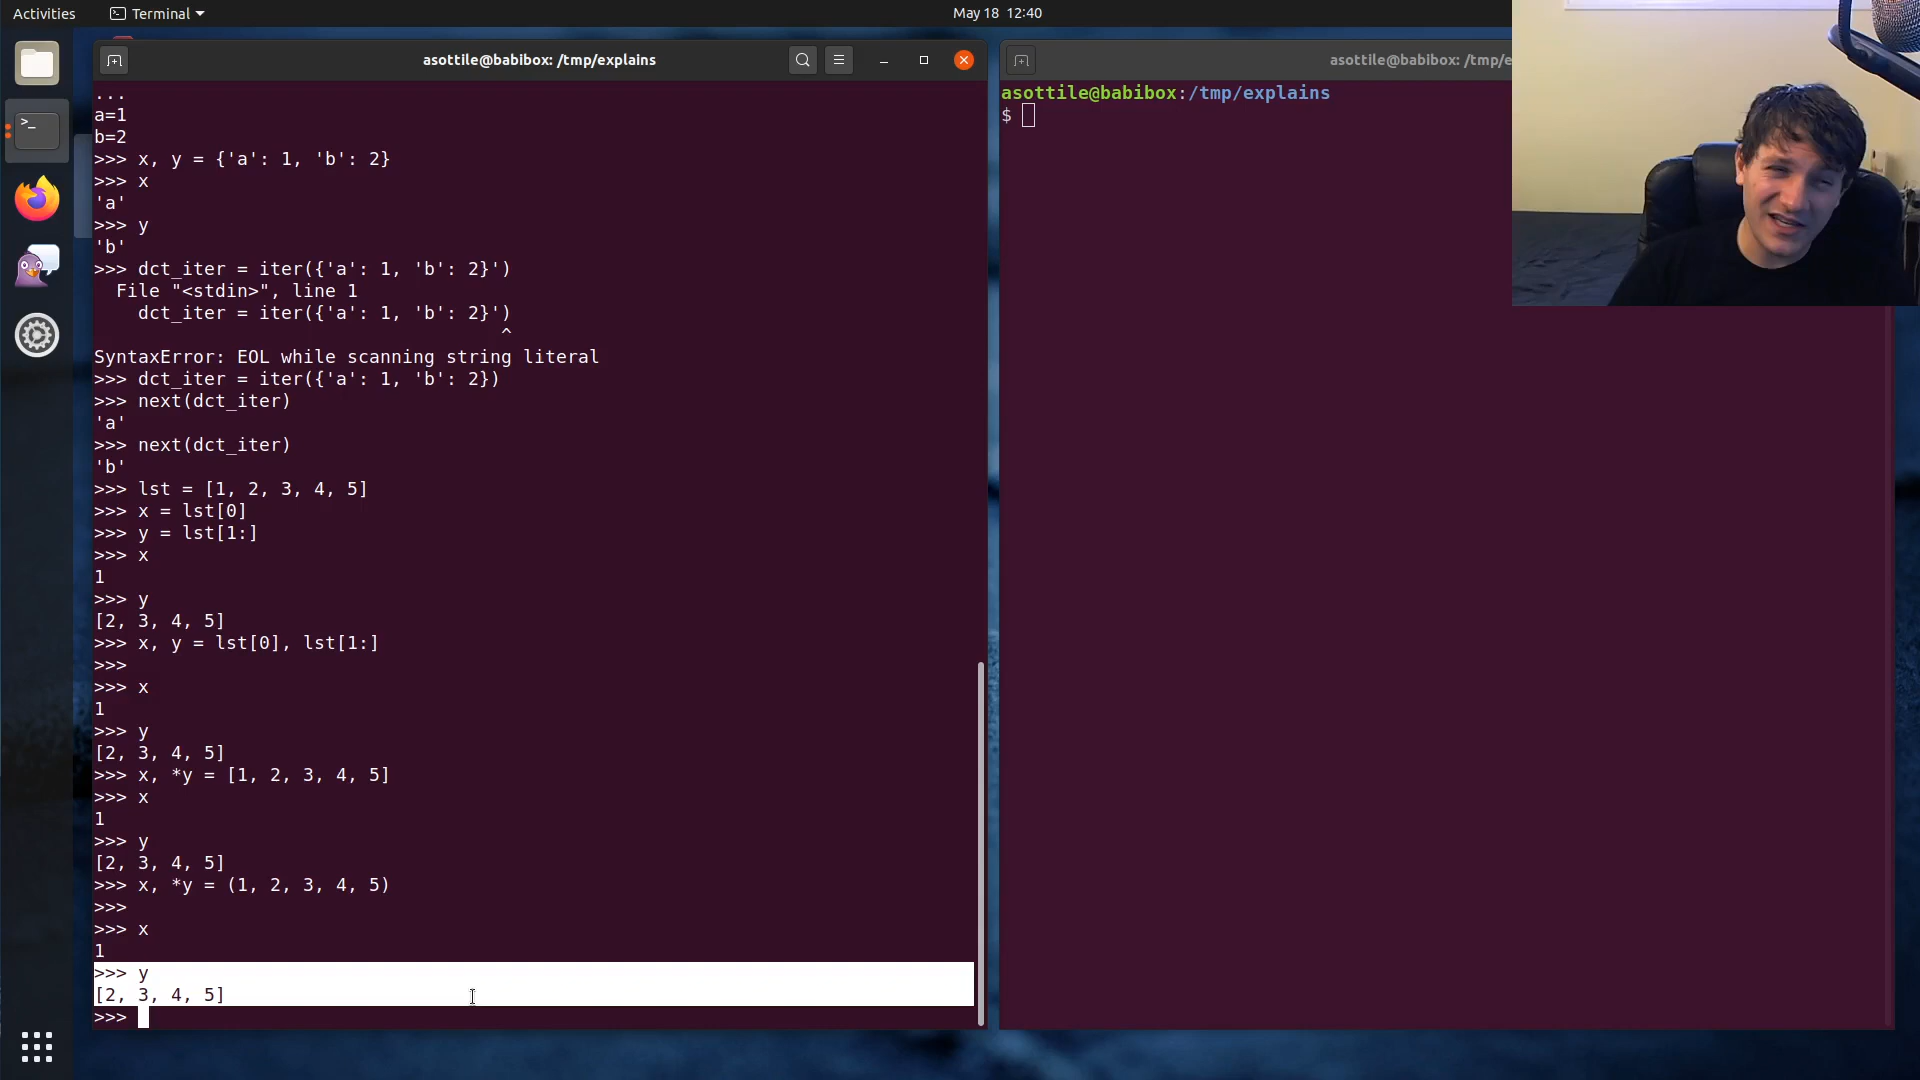 Activities
Terminal
May 18 12:40
asottile@babibox: /tmp/explains
...
a=1
b=2
>>> x, y = {'a': 1, 'b': 2}
>>> x
'a'
>>> y
'b'
>>> dct_iter = iter({'a': 1, 'b': 2}')
  File "<stdin>", line 1
    dct_iter = iter({'a': 1, 'b': 2}')
                                     ^
SyntaxError: EOL while scanning string literal
>>> dct_iter = iter({'a': 1, 'b': 2})
>>> next(dct_iter)
'a'
>>> next(dct_iter)
'b'
>>> lst = [1, 2, 3, 4, 5]
>>> x = lst[0]
>>> y = lst[1:]
>>> x
1
>>> y
[2, 3, 4, 5]
>>> x, y = lst[0], lst[1:]
>>>
>>> x
1
>>> y
[2, 3, 4, 5]
>>> x, *y = [1, 2, 3, 4, 5]
>>> x
1
>>> y
[2, 3, 4, 5]
>>> x, *y = (1, 2, 3, 4, 5)
>>>
>>> x
1
>>> y
[2, 3, 4, 5]
>>>
asottile@babibox: /tmp/e
asottile@babibox:/tmp/explains
$